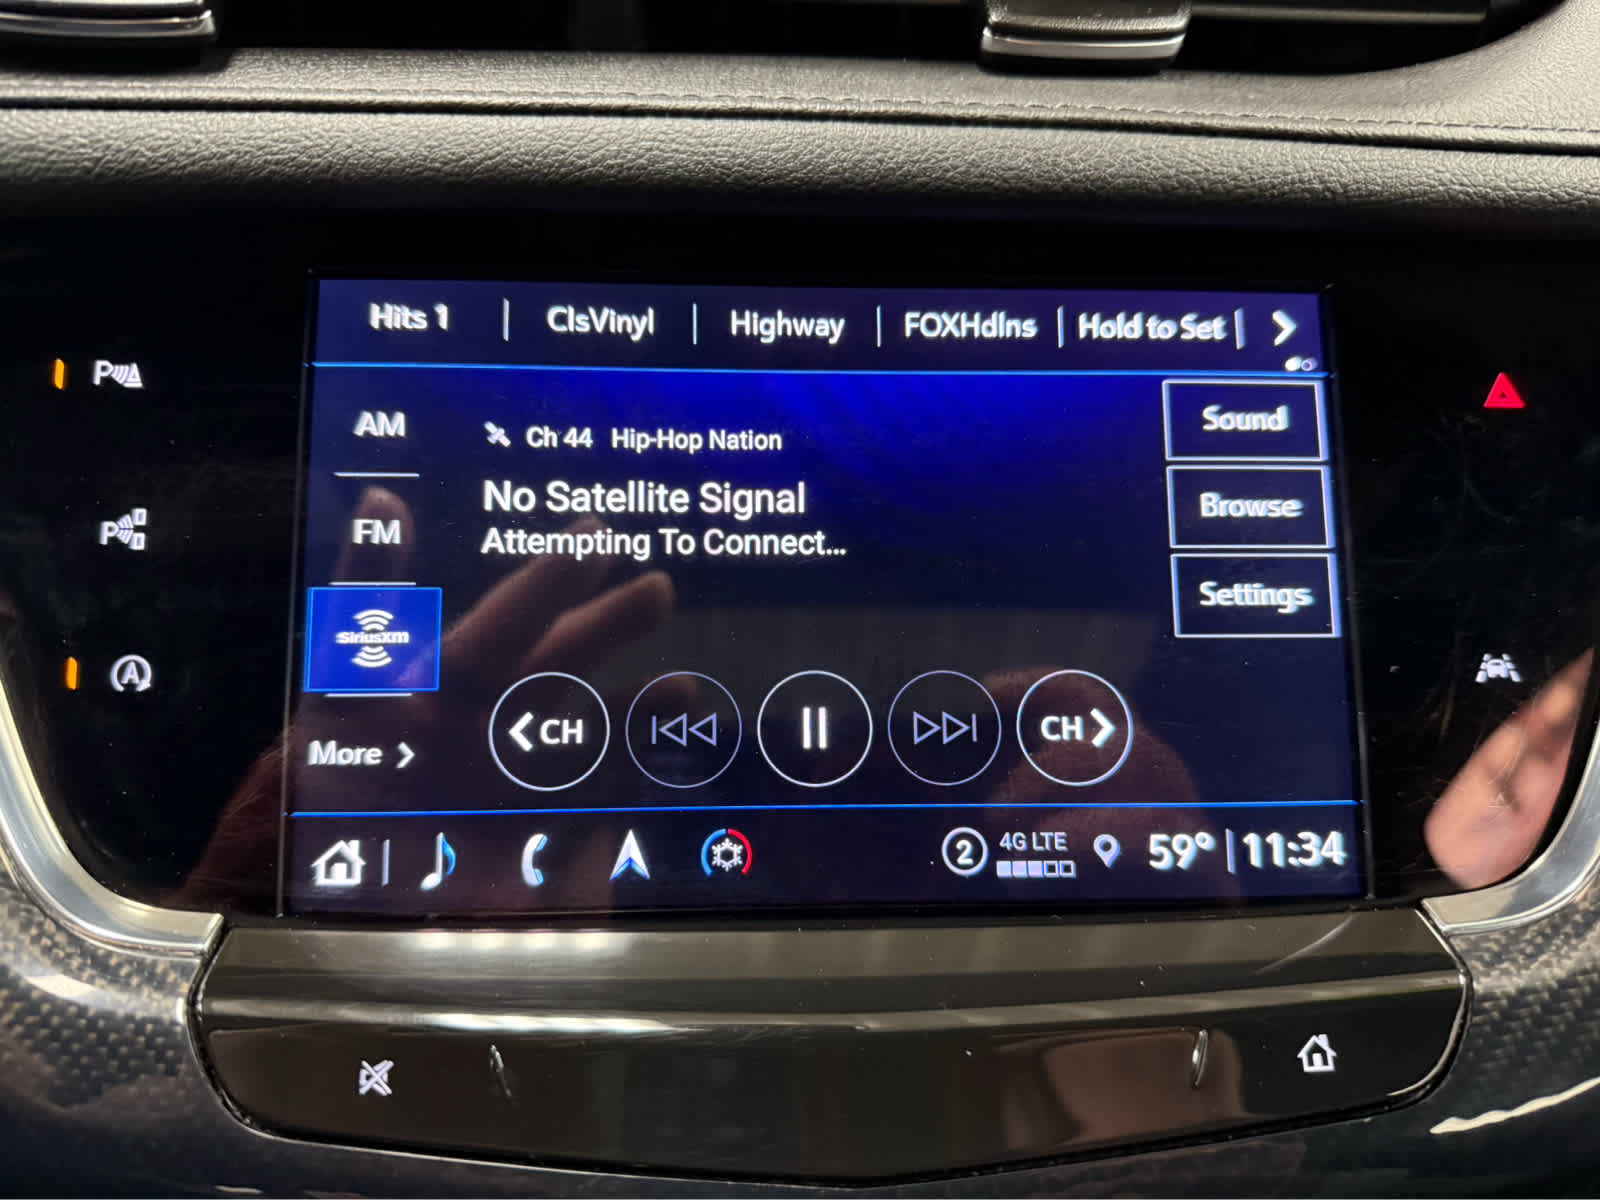 Hits 1 | ClsVinyl | Highway | FOXHdlns | Hold to Set |
AM
Ch 44 Hip-Hop Nation
Sound
No Satellite Signal
Browse
FM
Attempting To Connect...
Settings
SiriusXM
CH
CH
More
2 4G LTE 59° | 11:34
P
P
A